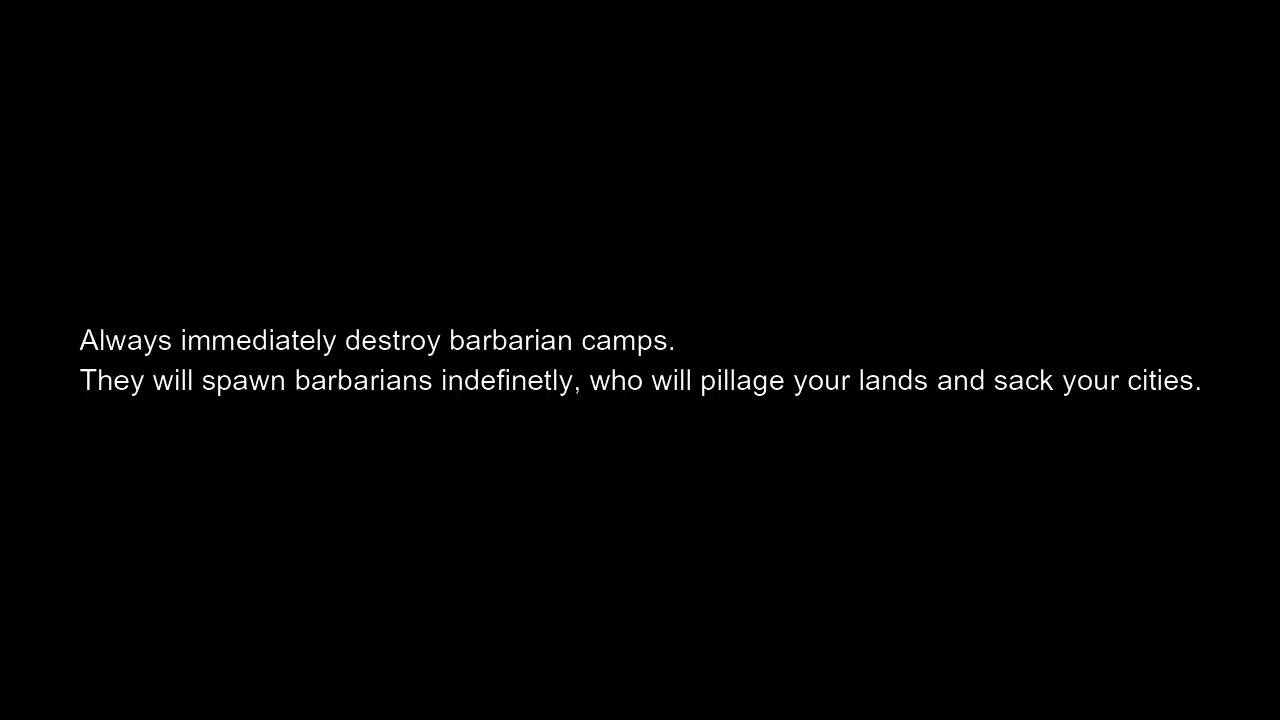 Always immediately destroy barbarian camps.
They will spawn barbarians indefinetly, who will pillage your lands and sack your cities.